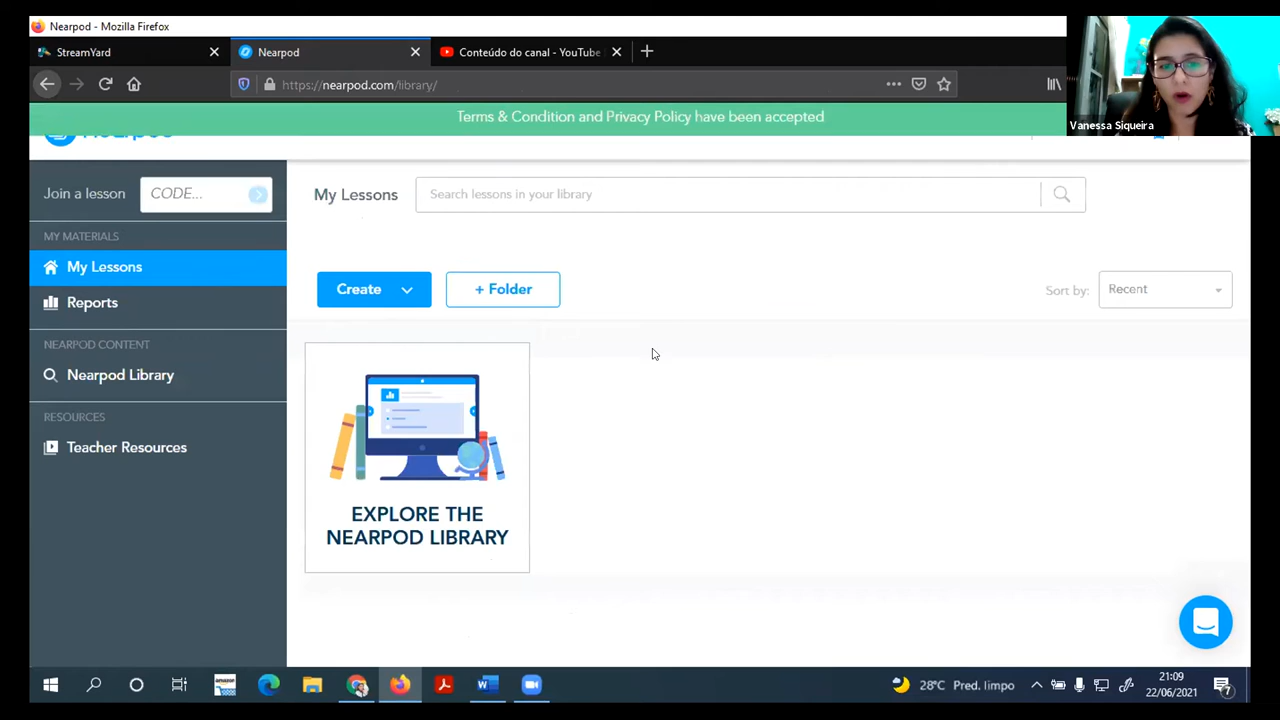 Nearpod - Mozilla Firefox
StreamYard
Nearpod
Conteúdo do canal - YouTube
https://nearpod.com/library/
Vanessa Siqueira
Terms & Condition and Privacy Policy have been accepted
Join a lesson
CODE...
My Lessons
Search lessons in your library
MY MATERIALS
My Lessons
Reports
Create
+ Folder
Sort by:
Recent
NEARPOD CONTENT
Nearpod Library
RESOURCES
Teacher Resources
EXPLORE THE
NEARPOD LIBRARY
amazon
28°C Pred. limpo
21:09
22/06/2021
7